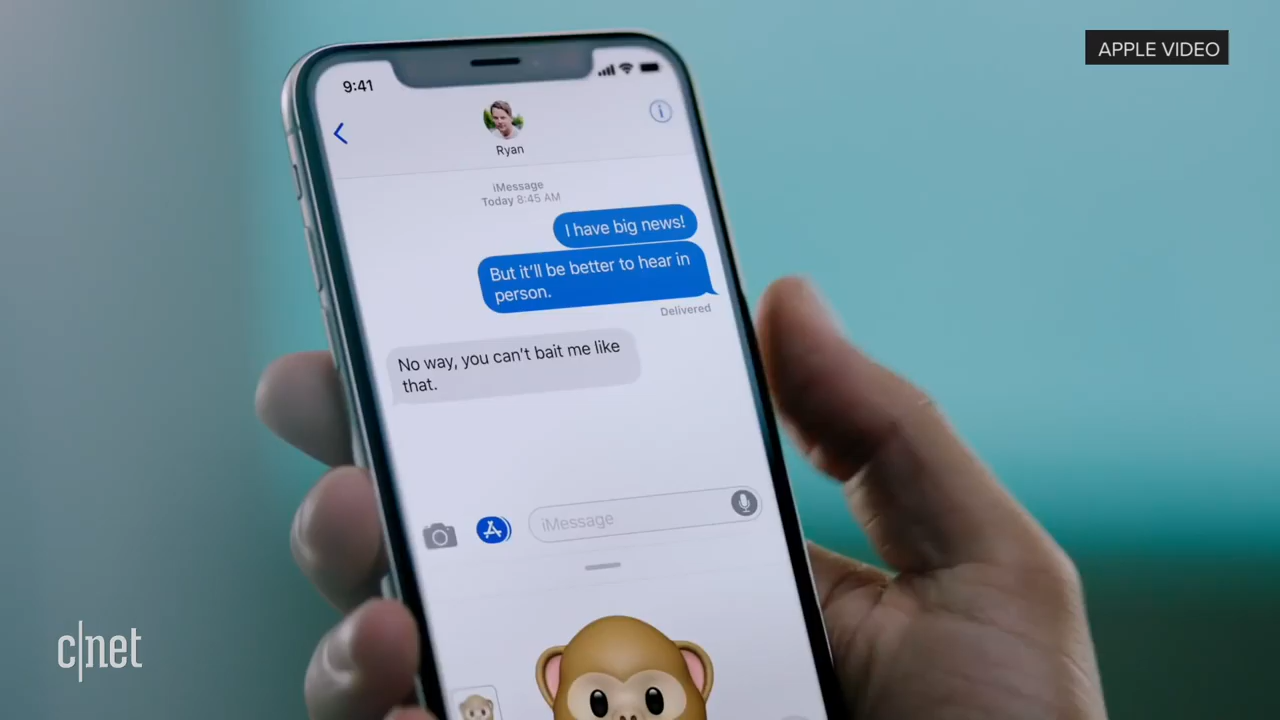 APPLE VIDEO
9:41
Ryan
iMessage
Today 8:45 AM
I have big news!
But it'll be better to hear in
person.
Delivered
No way, you can't bait me like
that.
iMessage
c|net